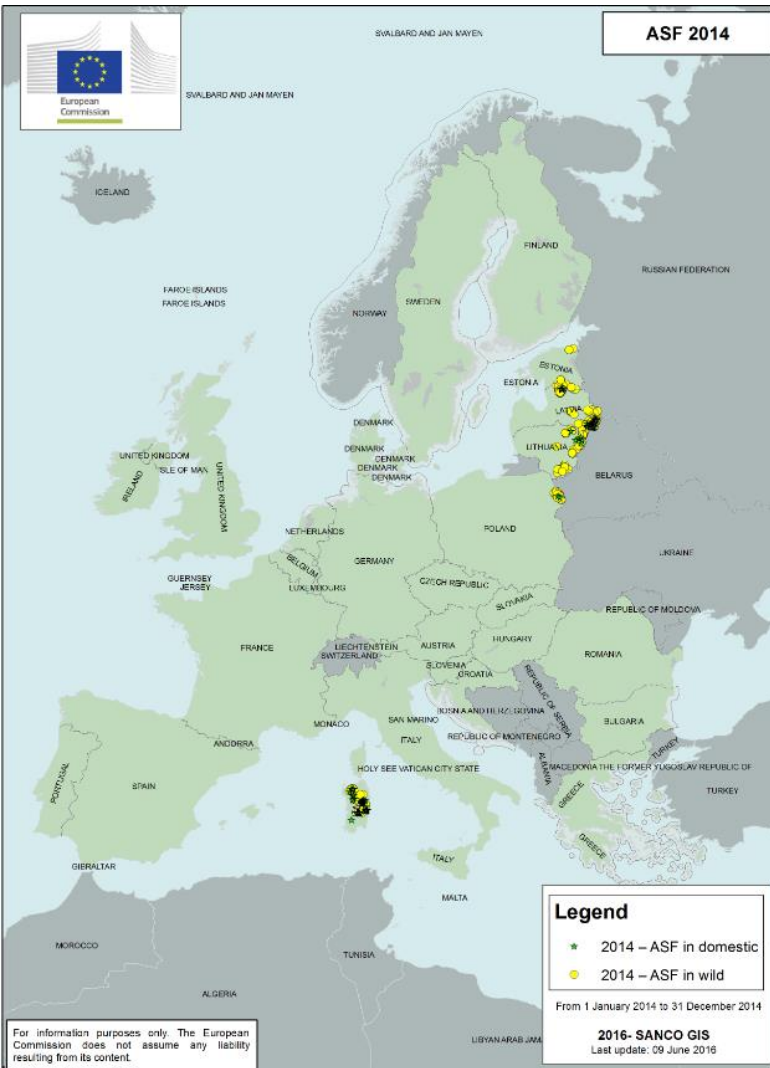 SVALBARD AND JAN MAYEN
ASF 2014
European
Commission
SVALBARD AND JAN MAYEN
ICELAND
FINLAND
RUSSIAN FEDERATION
FAROE ISLANDS
FAROE ISLANDS
SWEDEN
NORWAY
ESTONIA
ESTONIA
LATVIA
DENMARK
LITHUANIA
DENMARK
UNITED KINGDOM
DENMARK
ISLE OF MAN
DENMARK
DENMARK
BELARUS
IRELAND
UNITED KINGDOM
POLAND
NETHERLANDS
UKRAINE
GERMANY
BELGIUM
GUERNSEY
JERSEY
LUXEMBOURG
CZECH REPUBLIC
SLOVAKIA
REPUBLIC OF MOLDOVA
FRANCE
LIECHTENSTEIN
SWITZERLAND
AUSTRIA
HUNGARY
ROMANIA
SLOVENIA
CROATIA
BOSNIA AND HERZEGOVINA
REPUBLIC OF SERBIA
MONACO
SAN MARINO
BULGARIA
ITALY
REPUBLIC OF MONTENEGRO
ANDORRA
TURKEY
HOLY SEE VATICAN CITY STATE
ALBANIA
MACEDONIA THE FORMER YUGOSLAV REPUBLIC OF
PORTUGAL
SPAIN
GREECE
TURKEY
GREECE
ITALY
GIBRALTAR
MALTA
MOROCCO
TUNISIA
ALGERIA
LIBYAN ARAB JAM
Legend
2014 – ASF in domestic
2014 – ASF in wild
From 1 January 2014 to 31 December 2014
2016- SANCO GIS
Last update: 09 June 2016
For information purposes only. The European
Commission does not assume any liability
resulting from its content.